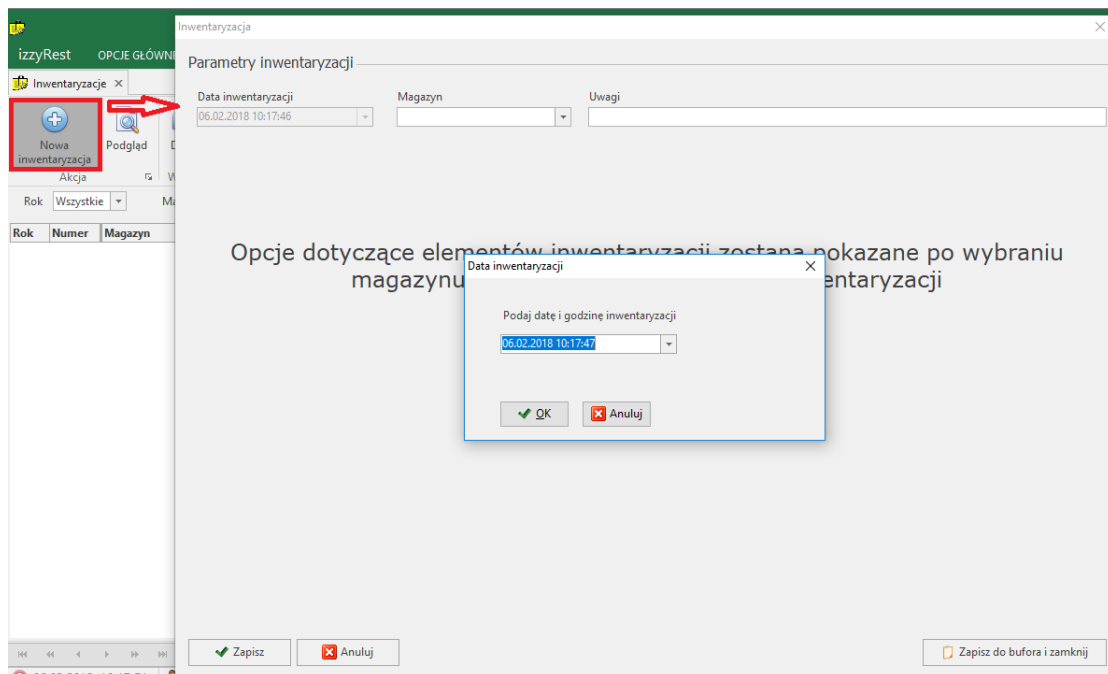 Inwentaryzacja
izzyRest OPCJE GŁÓWNE
Inwentaryzacje
Nowa inwentaryzacja
Podgląd
Akcja
Rok Wszystkie
Rok Numer Magazyn
Parametry inwentaryzacji
Data inwentaryzacji Magazyn Uwagi
06.02.2018 10:17:46
Opcje dotyczące elementów inwentaryzacji zostaną pokazane po wybraniu
magazynu entaryzacji
Data inwentaryzacji
Podaj datę i godzinę inwentaryzacji
06.02.2018 10:17:47
OK Anuluj
Zapisz Anuluj Zapisz do bufora i zamknij